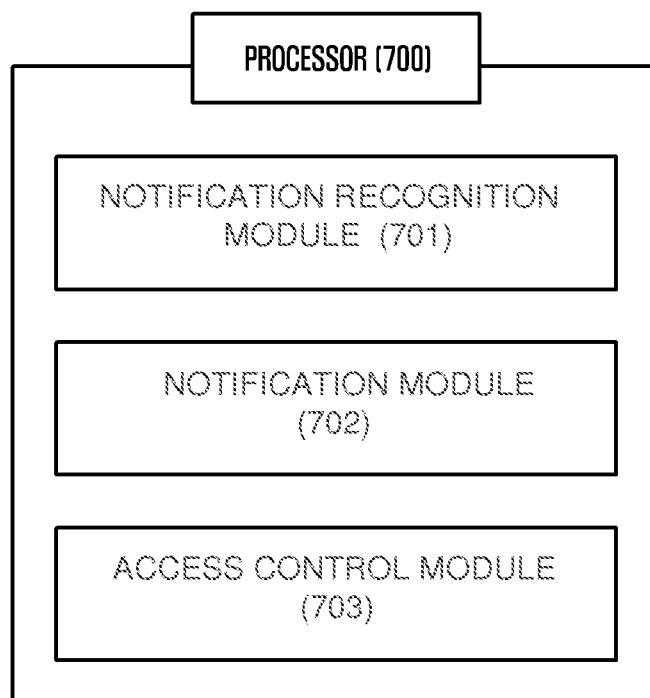 PROCESSOR (700)
NOTIFICATION RECOGNITION
MODULE (701)
NOTIFICATION MODULE
(702)
ACCESS CONTROL MODULE
(703)